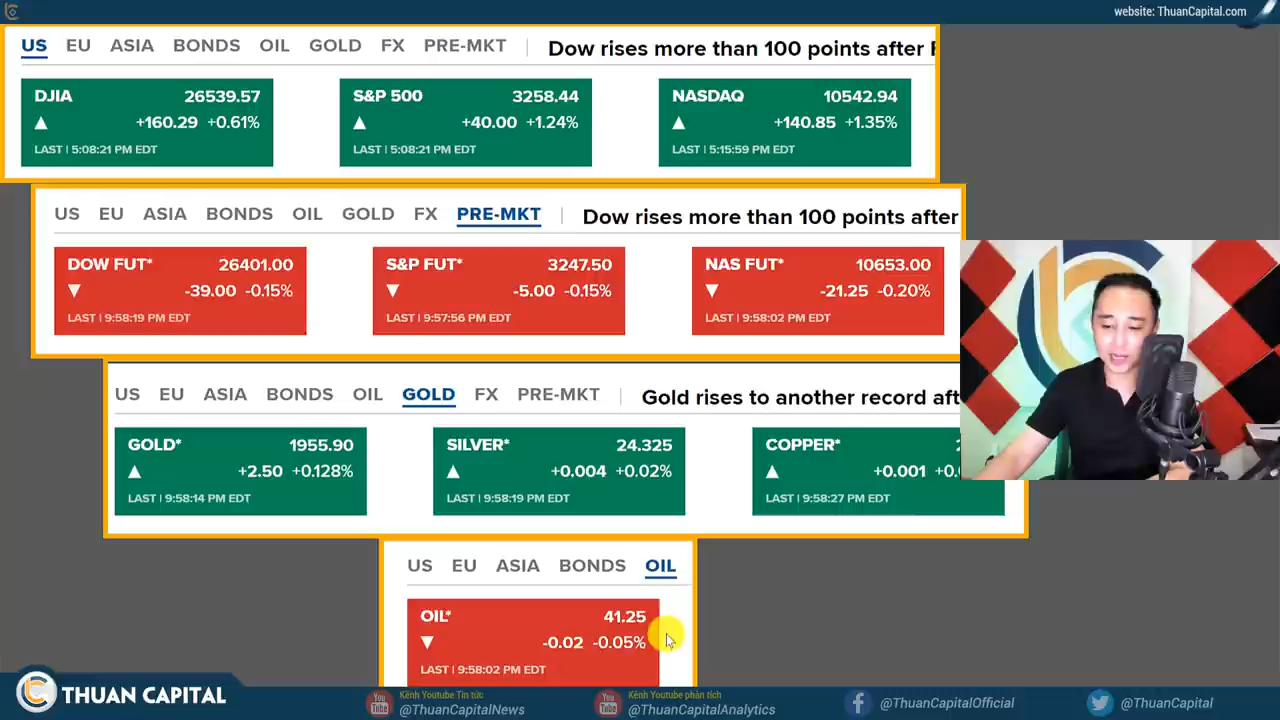 website: ThuanCapital.com
US EU ASIA BONDS OIL GOLD FX PRE-MKT Dow rises more than 100 points after
DJIA 26539.57
+160.29 +0.61%
LAST | 5:08:21 PM EDT
S&P 500 3258.44
+40.00 +1.24%
LAST | 5:08:21 PM EDT
NASDAQ 10542.94
+140.85 +1.35%
LAST | 5:15:59 PM EDT
US EU ASIA BONDS OIL GOLD FX PRE-MKT Dow rises more than 100 points after
DOW FUT* 26401.00
-39.00 -0.15%
LAST | 9:58:19 PM EDT
S&P FUT* 3247.50
-5.00 -0.15%
LAST | 9:57:56 PM EDT
NAS FUT* 10653.00
-21.25 -0.20%
LAST | 9:58:02 PM EDT
US EU ASIA BONDS OIL GOLD FX PRE-MKT Gold rises to another record aft
GOLD* 1955.90
+2.50 +0.128%
LAST | 9:58:14 PM EDT
SILVER* 24.325
+0.004 +0.02%
LAST | 9:58:19 PM EDT
COPPER*
+0.001
LAST | 9:58:27 PM EDT
US EU ASIA BONDS OIL
OIL* 41.25
-0.02 -0.05%
LAST | 9:58:02 PM EDT
THUAN CAPITAL
Kênh Youtube Tin tức
@ThuanCapitalNews
Kênh Youtube phân tích
@ThuanCapitalAnalytics
@ThuanCapitalOfficial
@ThuanCapital